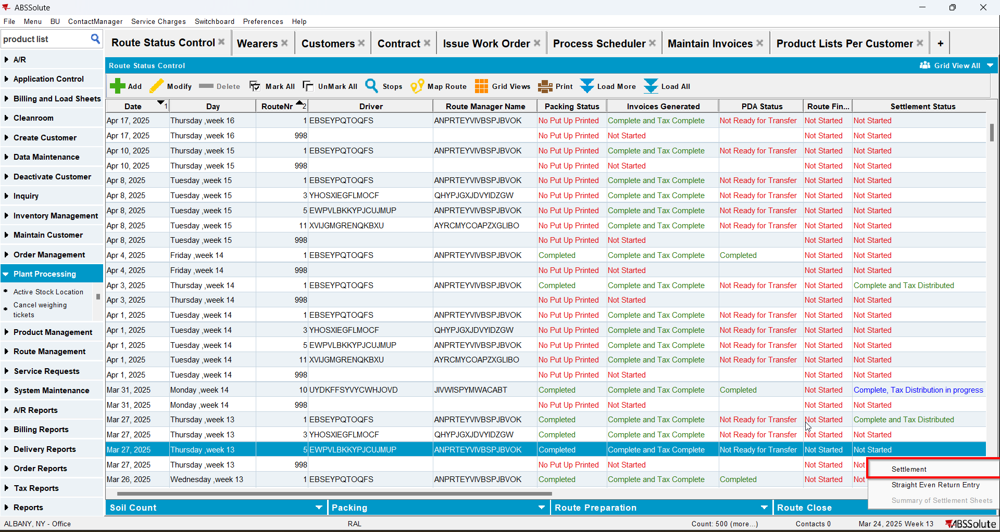 ABSSolute
File Menu BU ContactManager Service Charges Switchboard Preferences Help
product list
Route Status Control Wearers Customers Contract Issue Work Order Process Scheduler Maintain Invoices Product Lists Per Customer +
Route Status Control Grid View All
Add Modify Delete Mark All UnMark All Stops Map Route Grid Views Print Load More Load All
A/R
Application Control
Billing and Load Sheets
Cleanroom
Create Customer
Data Maintenance
Deactivate Customer
Inquiry
Inventory Management
Maintain Customer
Order Management
Plant Processing
Active Stock Location
Cancel weighing
tickets
Product Management
Route Management
Service Requests
System Maintenance
A/R Reports
Billing Reports
Delivery Reports
Order Reports
Tax Reports
Reports
Date 1 Day RouteNr 2 Driver Route Manager Name Packing Status Invoices Generated PDA Status Route Fin... Settlement Status
Apr 17, 2025 Thursday ,week 16 1 EBSEYPQTOQFS ANPRTEYVIVBSPJBVOK No Put Up Printed Complete and Tax Complete Not Ready for Transfer Not Started Not Started
Apr 17, 2025 Thursday ,week 16 998 No Put Up Printed Not Started Not Started Not Started
Apr 10, 2025 Thursday ,week 15 1 EBSEYPQTOQFS ANPRTEYVIVBSPJBVOK No Put Up Printed Complete and Tax Complete Not Ready for Transfer Not Started Not Started
Apr 10, 2025 Thursday ,week 15 998 No Put Up Printed Not Started Not Started Not Started
Apr 8, 2025 Tuesday ,week 15 1 EBSEYPQTOQFS ANPRTEYVIVBSPJBVOK No Put Up Printed Complete and Tax Complete Not Ready for Transfer Not Started Not Started
Apr 8, 2025 Tuesday ,week 15 3 YHOSXIEGFLMOCF QHYPJGXJDVYIDZGW No Put Up Printed Complete and Tax Complete Not Ready for Transfer Not Started Not Started
Apr 8, 2025 Tuesday ,week 15 5 EWPVLBKKYPJCUJMUP ANPRTEYVIVBSPJBVOK No Put Up Printed Complete and Tax Complete Not Ready for Transfer Not Started Not Started
Apr 8, 2025 Tuesday ,week 15 11 XVIJGMGRENQKBXU AYRCMYCOAPZXGLIBO No Put Up Printed Complete and Tax Complete Not Ready for Transfer Not Started Not Started
Apr 8, 2025 Tuesday ,week 15 998 No Put Up Printed Not Started Not Started Not Started
Apr 4, 2025 Friday ,week 14 1 EBSEYPQTOQFS ANPRTEYVIVBSPJBVOK Completed Complete and Tax Complete Completed Not Started Not Started
Apr 4, 2025 Friday ,week 14 998 No Put Up Printed Not Started Not Started Not Started
Apr 3, 2025 Thursday ,week 14 1 EBSEYPQTOQFS ANPRTEYVIVBSPJBVOK Completed Complete and Tax Complete Not Ready for Transfer Not Started Complete and Tax Distributed
Apr 3, 2025 Thursday ,week 14 998 No Put Up Printed Not Started Not Started Not Started
Apr 1, 2025 Tuesday ,week 14 1 EBSEYPQTOQFS ANPRTEYVIVBSPJBVOK No Put Up Printed Complete and Tax Complete Not Ready for Transfer Not Started Not Started
Apr 1, 2025 Tuesday ,week 14 3 YHOSXIEGFLMOCF QHYPJGXJDVYIDZGW No Put Up Printed Complete and Tax Complete Not Ready for Transfer Not Started Not Started
Apr 1, 2025 Tuesday ,week 14 5 EWPVLBKKYPJCUJMUP ANPRTEYVIVBSPJBVOK No Put Up Printed Complete and Tax Complete Not Ready for Transfer Not Started Not Started
Apr 1, 2025 Tuesday ,week 14 11 XVIJGMGRENQKBXU AYRCMYCOAPZXGLIBO No Put Up Printed Complete and Tax Complete Not Ready for Transfer Not Started Not Started
Apr 1, 2025 Tuesday ,week 14 998 No Put Up Printed Not Started Not Started Not Started
Mar 31, 2025 Monday ,week 14 10 UYDKFFSYVYCWHJOVD JIVWISPYMWACABT Completed Complete and Tax Complete Completed Not Started Complete, Tax Distribution in progress
Mar 31, 2025 Monday ,week 14 998 No Put Up Printed Not Started Not Started Not Started
Mar 27, 2025 Thursday ,week 13 1 EBSEYPQTOQFS ANPRTEYVIVBSPJBVOK Completed Complete and Tax Complete Not Ready for Transfer Not Started Complete and Tax Distributed
Mar 27, 2025 Thursday ,week 13 3 YHOSXIEGFLMOCF QHYPJGXJDVYIDZGW Completed Complete and Tax Complete Not Ready for Transfer Not Started Not Started
Mar 27, 2025 Thursday ,week 13 5 EWPVLBKKYPJCUJMUP ANPRTEYVIVBSPJBVOK Completed Complete and Tax Complete Not Ready for Transfer Not Started Not Started
Mar 27, 2025 Thursday ,week 13 998 No Put Up Printed Not Started Not Started Not
Mar 26, 2025 Wednesday ,week 13 1 EBSEYPQTOQFS ANPRTEYVIVBSPJBVOK Completed Complete and Tax Complete Completed Not Started Not
Settlement
Straight Even Return Entry
Summary of Settlement Sheets
Soil Count Packing Route Preparation Route Close
ALBANY, NY - Office RAL Count: 500 (more...) Contacts 0 Mar 24, 2025 Week 13 ABSSolute